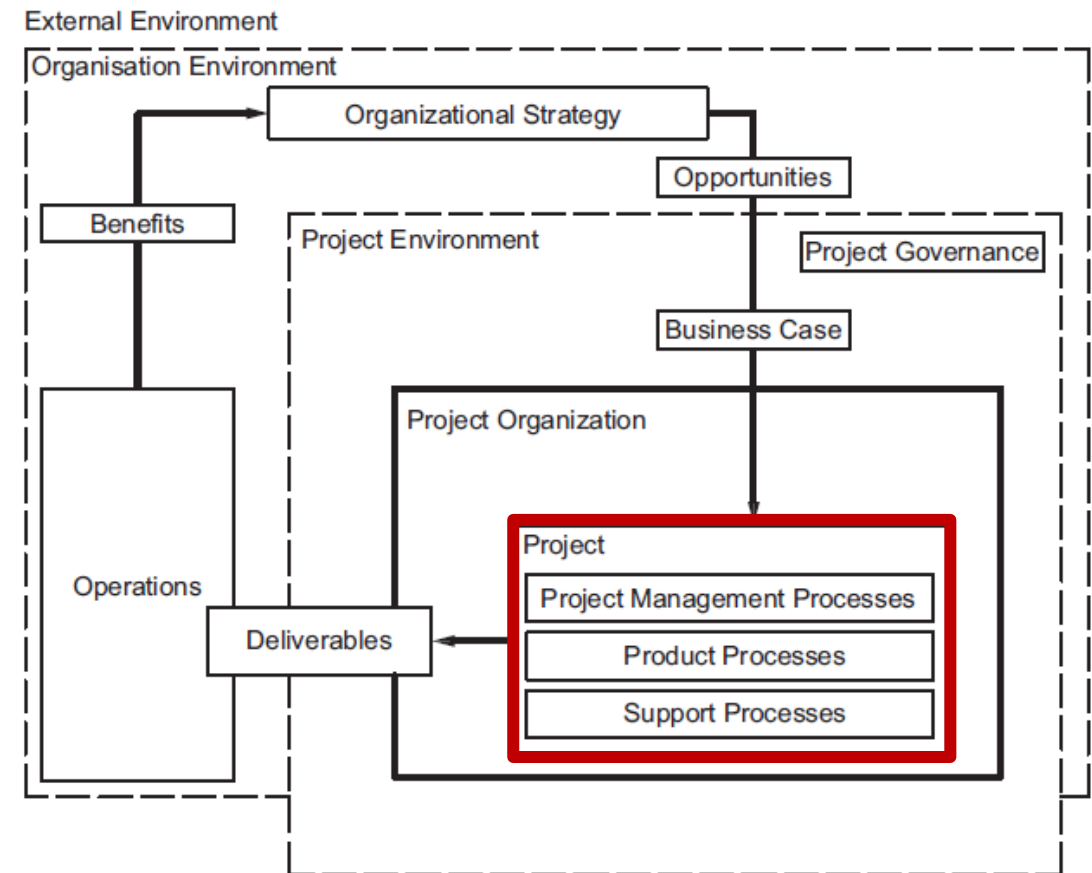 External Environment
Organisation Environment
Organizational Strategy
Opportunities
Benefits
Project Environment
Project Governance
Business Case
Project Organization
Project
Operations
Project Management Processes
Deliverables
Product Processes
Support Processes